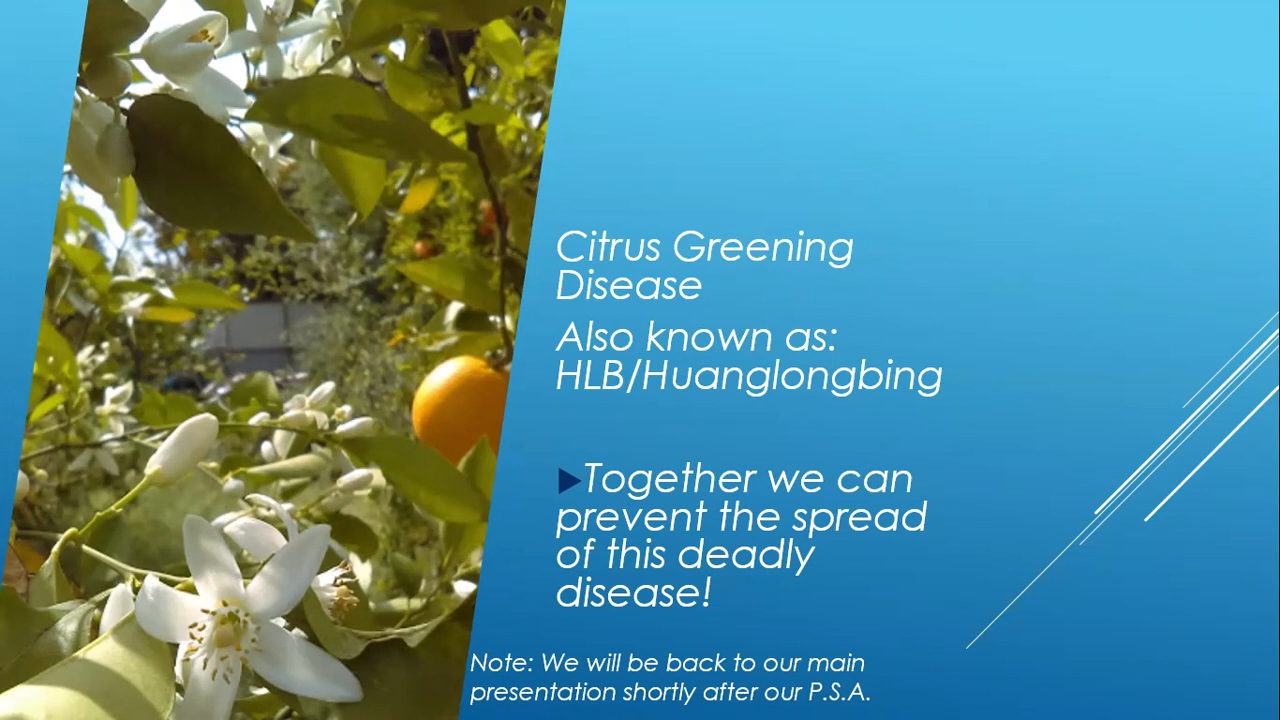 Citrus Greening
Disease
Also known as:
HLB/Huanglongbing
Together we can
prevent the spread
of this deadly
disease!
Note: We will be back to our main
presentation shortly after our P.S.A.